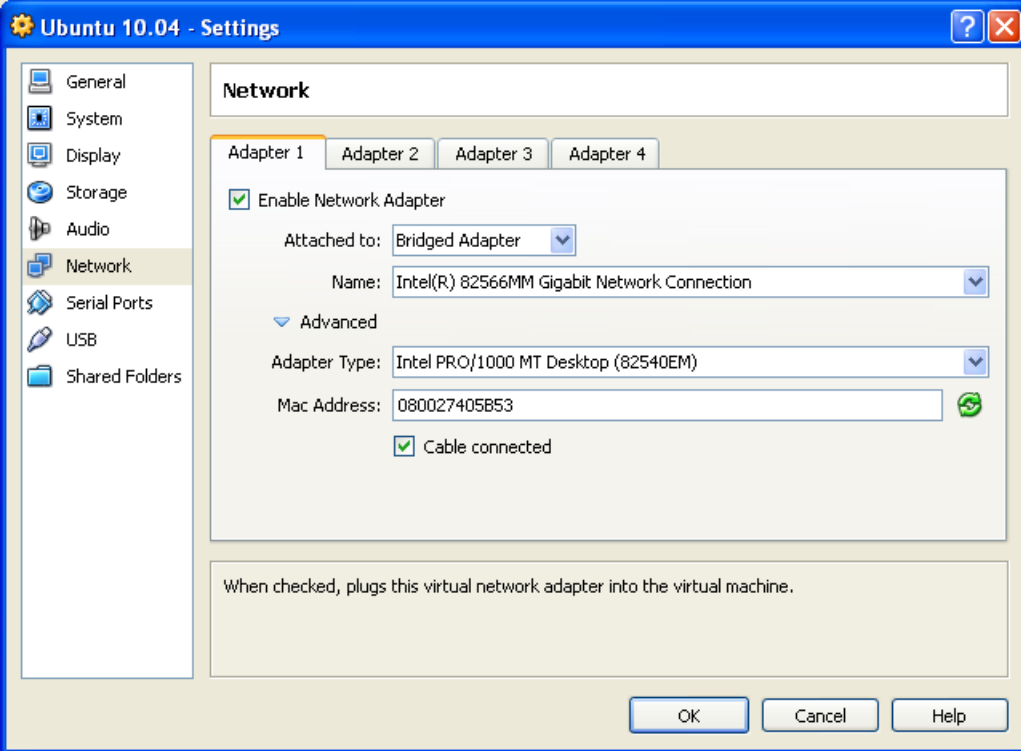 Ubuntu 10.04 - Settings
?
General
System
Display
Storage
Audio
Network
Serial Ports
USB
Shared Folders
Network
Adapter 1 Adapter 2 Adapter 3 Adapter 4
Enable Network Adapter
Attached to: Bridged Adapter
Name: Intel(R) 82566MM Gigabit Network Connection
Advanced
Adapter Type: Intel PRO/1000 MT Desktop (82540EM)
Mac Address: 080027405B53
Cable connected
When checked, plugs this virtual network adapter into the virtual machine.
OK Cancel Help